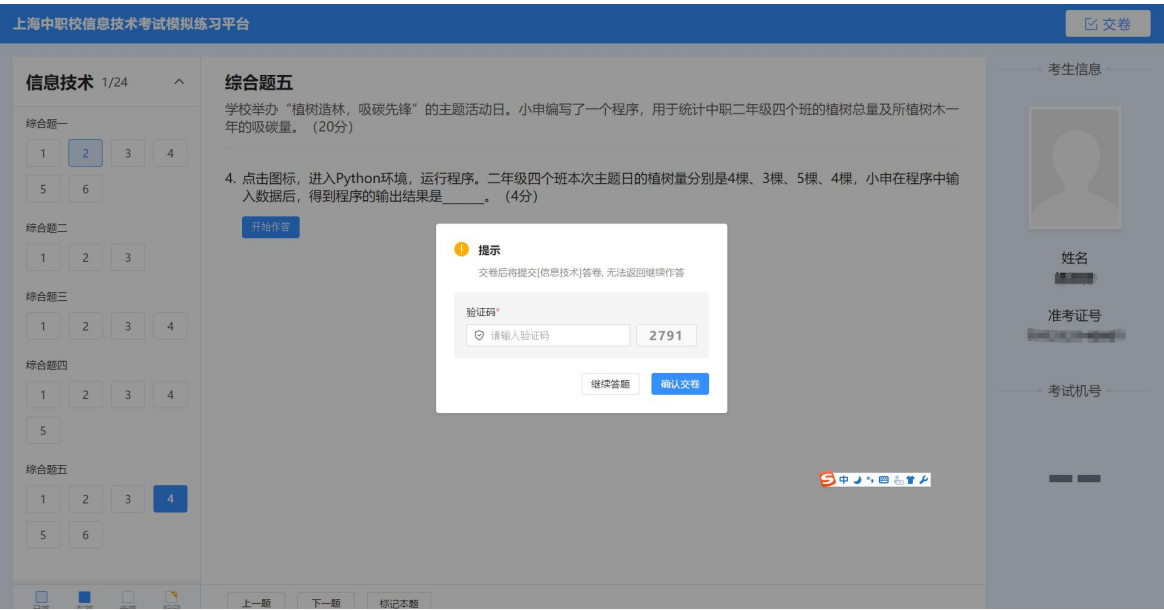 上海中职校信息技术考试模拟练习平台
交卷
信息技术 1/24
综合题一
1 2 3 4
5 6
综合题二
1 2 3
综合题三
1 2 3 4
综合题四
1 2 3 4
5
综合题五
1 2 3 4
5 6
综合题五
学校举办“植树造林，吸碳先锋”的主题活动日。小申编写了一个程序，用于统计中职二年级四个班的植树总量及所植树木一
年的吸碳量。（20分）
4. 点击图标，进入Python环境，运行程序。二年级四个班本次主题日的植树量分别是4棵、3棵、5棵、4棵，小申在程序中输
入数据后，得到程序的输出结果是______。（4分）
开始作答
提示
交卷后将提交[信息技术]答卷, 无法返回继续作答
验证码*
请输入验证码 2791
继续答题 确认交卷
中
上一题 下一题 标记本题
考生信息
姓名
准考证号
考试机号